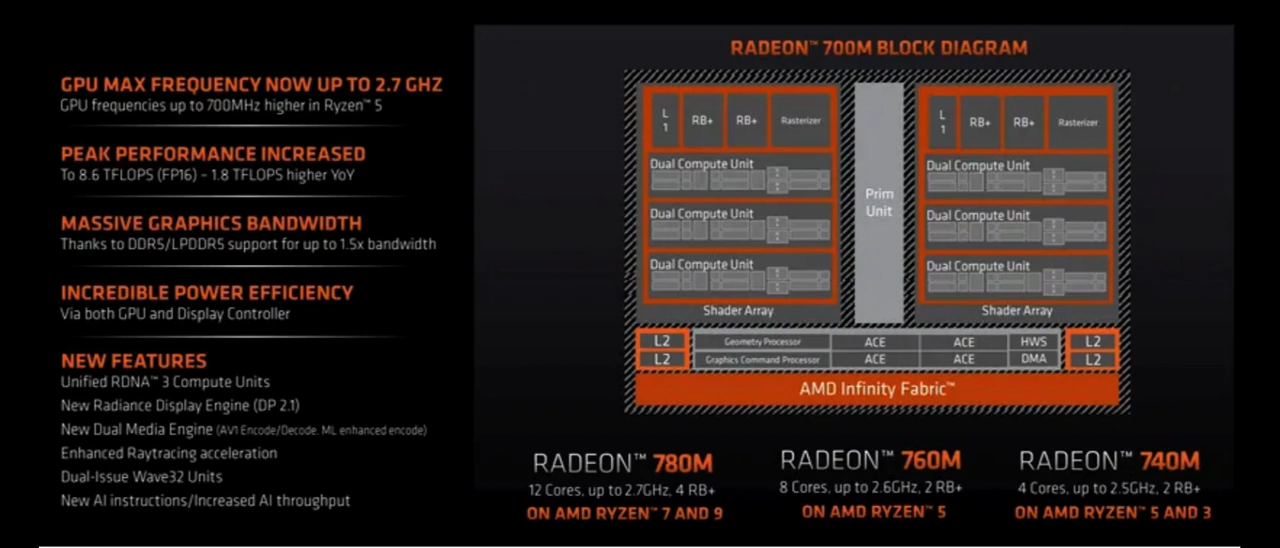 GPU MAX FREQUENCY NOW UP TO 2.7 GHZ
GPU frequencies up to 700MHz higher in Ryzen™ 5
PEAK PERFORMANCE INCREASED
To 8.6 TFLOPS (FP16) - 1.8 TFLOPS higher YoY
MASSIVE GRAPHICS BANDWIDTH
Thanks to DDR5/LPDDR5 support for up to 1.5x bandwidth
INCREDIBLE POWER EFFICIENCY
Via both GPU and Display Controller
NEW FEATURES
Unified RDNA™ 3 Compute Units
New Radiance Display Engine (DP 2.1)
New Dual Media Engine (AV1 Encode/Decode. ML enhanced encode)
Enhanced Raytracing acceleration
Dual-Issue Wave32 Units
New AI instructions/Increased AI throughput
RADEON™ 700M BLOCK DIAGRAM
L1 RB+ RB+ Rasterizer
Dual Compute Unit
Dual Compute Unit
Dual Compute Unit
Shader Array
Prim
Unit
L1 RB+ RB+ Rasterizer
Dual Compute Unit
Dual Compute Unit
Dual Compute Unit
Shader Array
L2 Geometry Processor ACE ACE HWS L2
L2 Graphics Command Processor ACE ACE DMA L2
AMD Infinity Fabric™
RADEON™ 780M
12 Cores, up to 2.7GHz, 4 RB+
ON AMD RYZEN™ 7 AND 9
RADEON™ 760M
8 Cores, up to 2.6GHz, 2 RB+
ON AMD RYZEN™ 5
RADEON™ 740M
4 Cores, up to 2.5GHz, 2 RB+
ON AMD RYZEN™ 5 AND 3